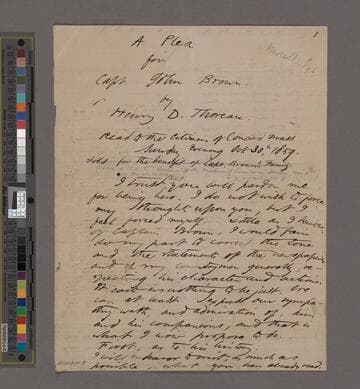 1
A Plea
for
Capt. John Brown.
by
Henry D. Thoreau
Read to the citizens of Concord Mass
Sunday Evening Oct 30th 1859.
Sold for the benefit of Capt. Brown's Family
I trust you will pardon me
for being here. I do not wish to force
my thoughts upon you, but I
feel forced myself. Little as I know
of Captain Brown, I would fain
do my part to correct the tone
and the statements of the newspapers
and of my countrymen generally, re-
specting his character and actions.
It costs us nothing to be just. We
can at least express our sympa-
thy with, and admiration of, him
and his companions, and that is
what I now propose to do.
First, as to his history.
I will endeavor to omit, as much as
possible, what you have already read.